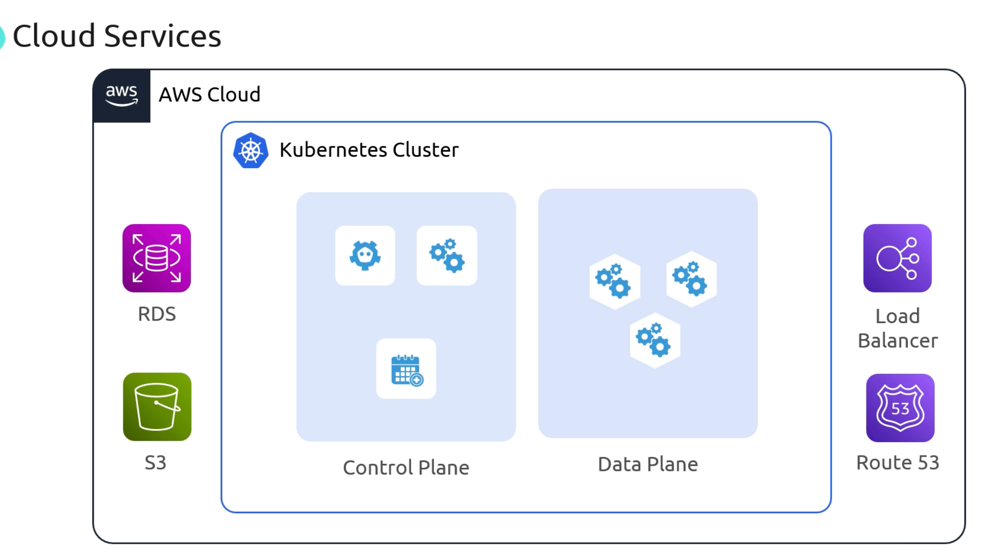 Cloud Services
aws
AWS Cloud
Kubernetes Cluster
RDS
Load
Balancer
53
S3
Route 53
Control Plane
Data Plane